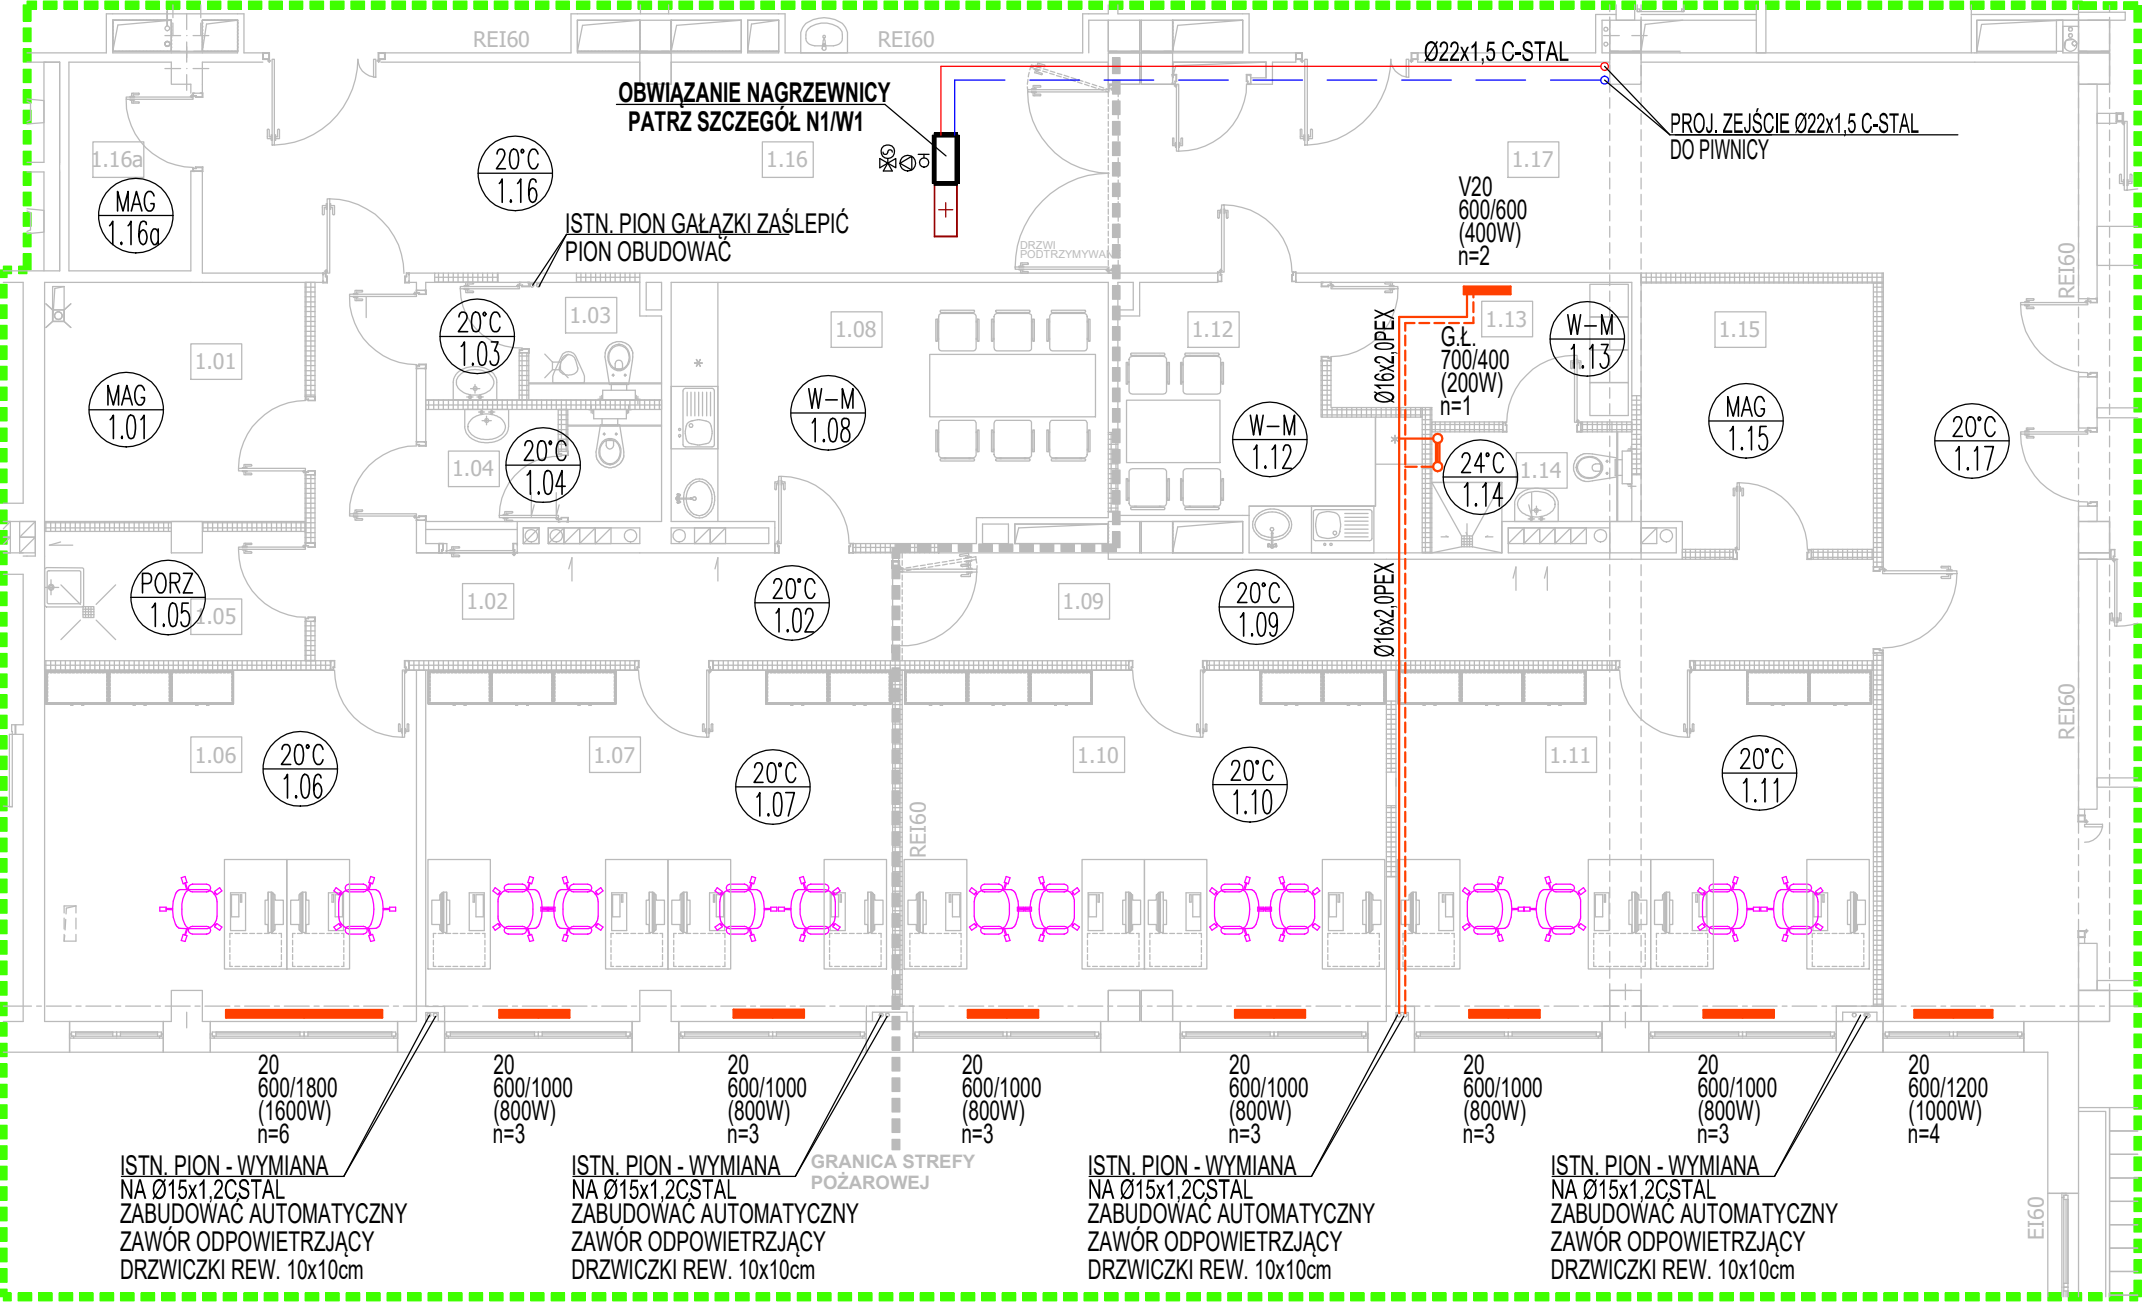 REI60
REI60
Ø22x1,5 C-STAL
OBWIĄZANIE NAGRZEWNICY
PATRZ SZCZEGÓŁ N1/W1
PROJ. ZEJŚCIE Ø22x1,5 C-STAL
DO PIWNICY
1.16a
MAG
1.16a
20°C
1.16
1.16
1.17
V20
600/600
(400W)
n=2
ISTN. PION GAŁĄZKI ZAŚLEPIĆ
PION OBUDOWAĆ
DRZWI
PODTRZYMYWAN
REI60
1.01
MAG
1.01
20°C
1.03
1.03
1.04
20°C
1.04
1.08
W-M
1.08
1.12
W-M
1.12
Ø16x2,0PEX
G.Ł.
700/400
(200W)
n=1
1.13
W-M
1.13
24°C
1.14
1.14
1.15
MAG
1.15
20°C
1.17
PORZ
1.05
1.05
1.02
20°C
1.02
1.09
20°C
1.09
Ø16x2,0PEX
REI60
1.06
20°C
1.06
1.07
20°C
1.07
REI60
1.10
20°C
1.10
1.11
20°C
1.11
20
600/1800
(1600W)
n=6
20
600/1000
(800W)
n=3
20
600/1000
(800W)
n=3
20
600/1000
(800W)
n=3
20
600/1000
(800W)
n=3
20
600/1000
(800W)
n=3
20
600/1000
(800W)
n=3
20
600/1200
(1000W)
n=4
ISTN. PION - WYMIANA
NA Ø15x1,2CSTAL
ZABUDOWAĆ AUTOMATYCZNY
ZAWÓR ODPOWIETRZJĄCY
DRZWICZKI REW. 10x10cm
ISTN. PION - WYMIANA
NA Ø15x1,2CSTAL
ZABUDOWAĆ AUTOMATYCZNY
ZAWÓR ODPOWIETRZJĄCY
DRZWICZKI REW. 10x10cm
GRANICA STREFY
POŻAROWEJ
ISTN. PION - WYMIANA
NA Ø15x1,2CSTAL
ZABUDOWAĆ AUTOMATYCZNY
ZAWÓR ODPOWIETRZJĄCY
DRZWICZKI REW. 10x10cm
ISTN. PION - WYMIANA
NA Ø15x1,2CSTAL
ZABUDOWAĆ AUTOMATYCZNY
ZAWÓR ODPOWIETRZJĄCY
DRZWICZKI REW. 10x10cm
EI60